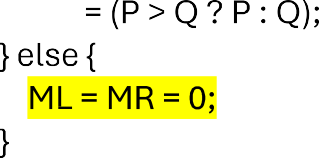 = (P > Q ? P : Q);
} else {
ML = MR = 0;
}